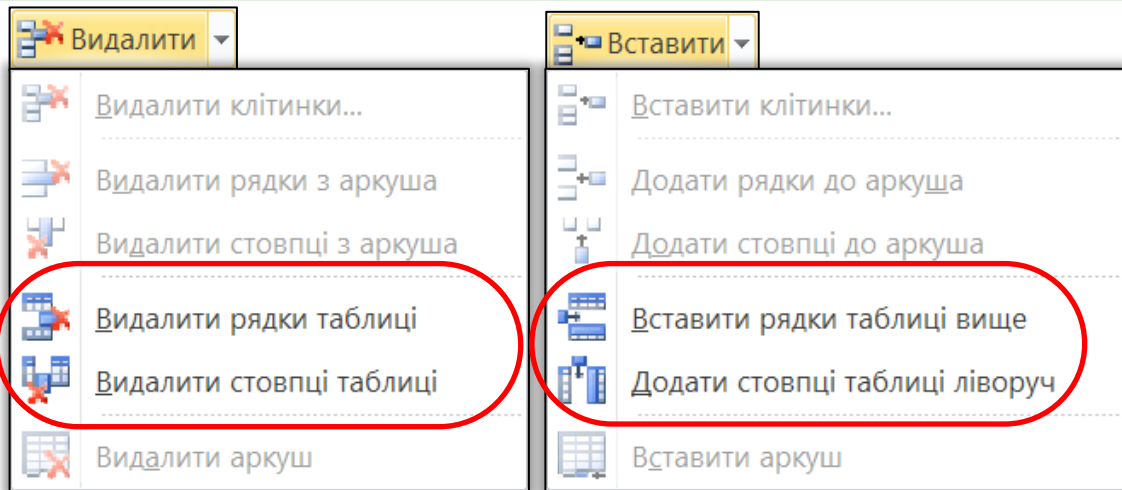 Видалити
Видалити клітинки...
Видалити рядки з аркуша
Видалити стовпці з аркуша
Видалити рядки таблиці
Видалити стовпці таблиці
Видалити аркуш
Вставити
Вставити клітинки...
Додати рядки до аркуша
Додати стовпці до аркуша
Вставити рядки таблиці вище
Додати стовпці таблиці ліворуч
Вставити аркуш